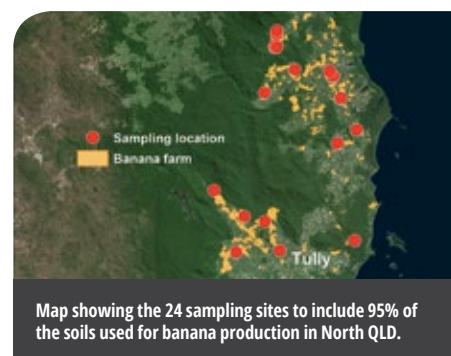 Sampling location
Banana farm
Tully
Map showing the 24 sampling sites to include 95% of
the soils used for banana production in North QLD.